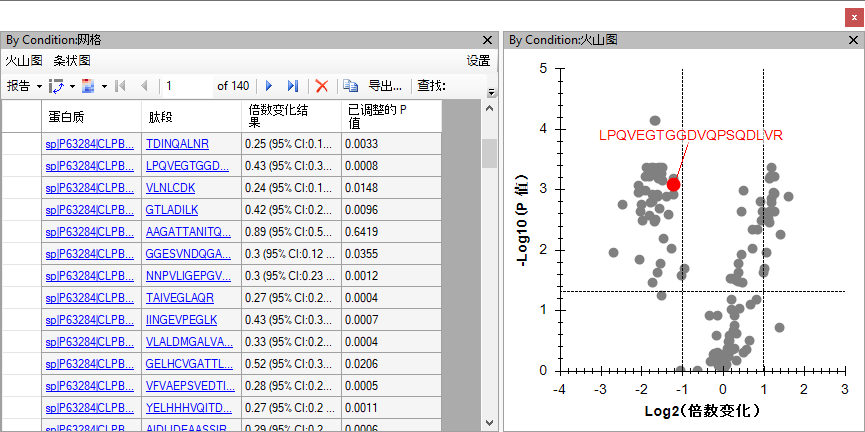 x
By Condition:网格 ×
火山图 条状图 设置
报告 1 of 140 导出... 查找:
蛋白质 肽段 倍数变化结果 已调整的 P 值
sp|P63284|CLPB... TDINQALNR 0.25 (95% CI:0.1... 0.0033
sp|P63284|CLPB... LPQVEGTGGD... 0.43 (95% CI:0.3... 0.0008
sp|P63284|CLPB... VLNLCDK 0.24 (95% CI:0.1... 0.0148
sp|P63284|CLPB... GTLADILK 0.42 (95% CI:0.2... 0.0096
sp|P63284|CLPB... AAGATTANITQ... 0.89 (95% CI:0.5... 0.6419
sp|P63284|CLPB... GGESVNDQGA... 0.3 (95% CI:0.12 ... 0.0355
sp|P63284|CLPB... NNPVLIGEPGV... 0.3 (95% CI:0.23 ... 0.0012
sp|P63284|CLPB... TAIVEGLAQR 0.27 (95% CI:0.2... 0.0004
sp|P63284|CLPB... IINGEVPEGLK 0.43 (95% CI:0.3... 0.0007
sp|P63284|CLPB... VLALDMGALVA... 0.33 (95% CI:0.2... 0.0004
sp|P63284|CLPB... GELHCVGATTL... 0.52 (95% CI:0.3... 0.0206
sp|P63284|CLPB... VFVAEPSVEDTI... 0.28 (95% CI:0.2... 0.0005
sp|P63284|CLPB... YELHHHVQITD... 0.27 (95% CI:0.2 ... 0.0011
sp|P63284|CLPB... AIDLIDEAASSIR 0.29 (95% CI:0.2 ... 0.0006
By Condition:火山图 ×
5
4
LPQVEGTGGDVQPSQDLVR
3
2
1
0
-Log10 (P 值)
-4 -3 -2 -1 0 1 2 3
Log2(倍数变化)